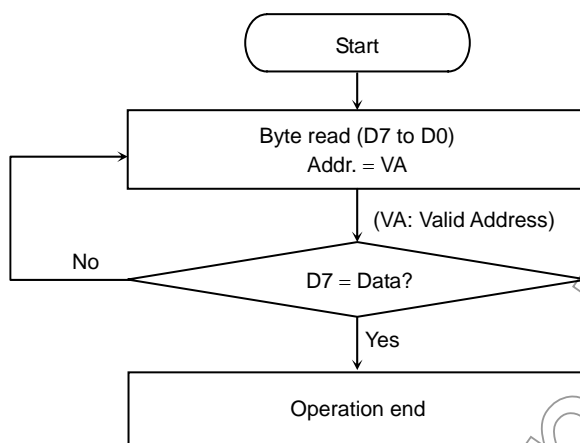 Start
Byte read (D7 to D0)
Addr. = VA
(VA: Valid Address)
No
D7 = Data?
Yes
Operation end